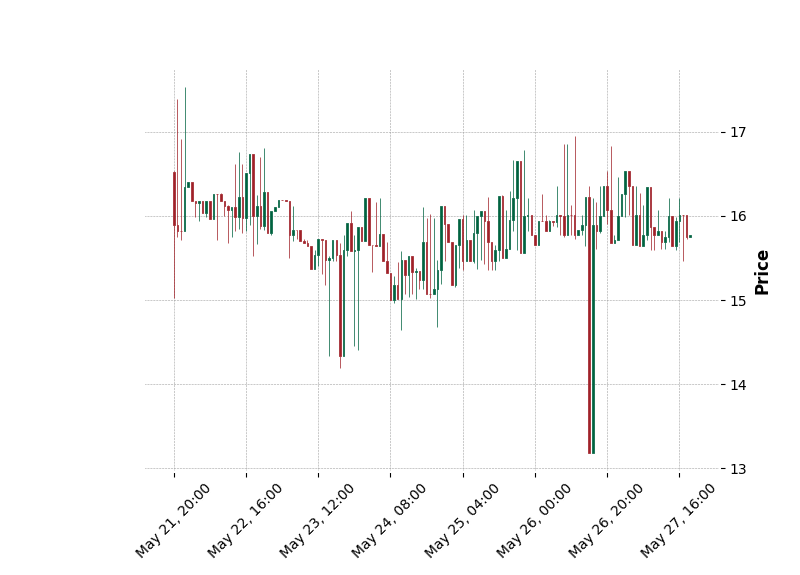 17
16
15
14
13
Price
May 21, 20:00
May 22, 16:00
May 23, 12:00
May 24, 08:00
May 25, 04:00
May 26, 00:00
May 26, 20:00
May 27, 16:00